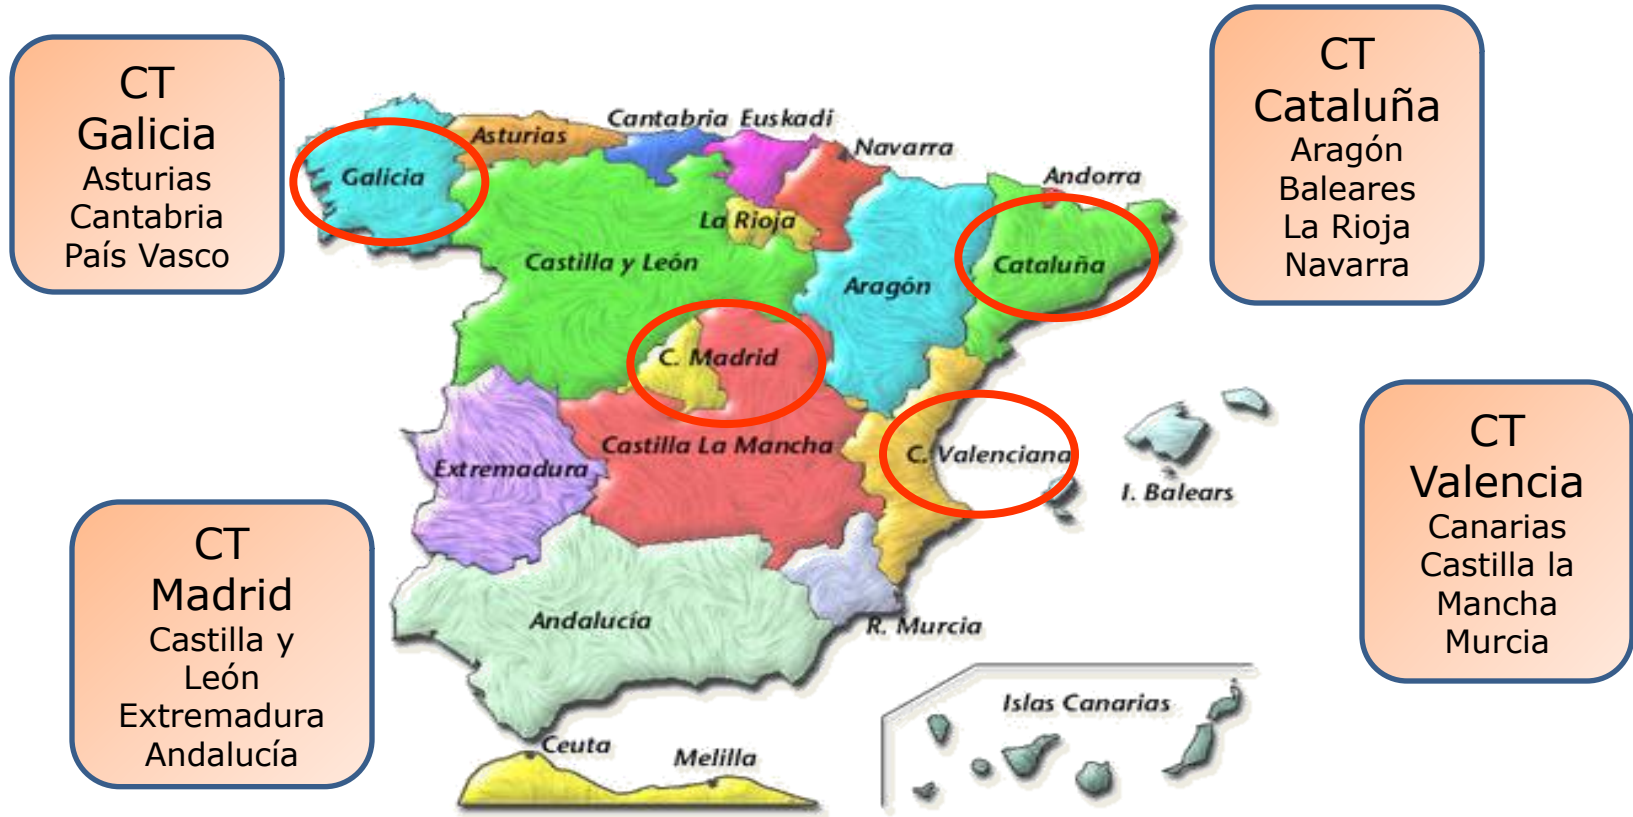 CT
Galicia
Asturias
Cantabria
País Vasco
CT
Cataluña
Aragón
Baleares
La Rioja
Navarra
CT
Madrid
Castilla y
León
Extremadura
Andalucía
CT
Valencia
Canarias
Castilla la
Mancha
Murcia
Galicia
Asturias
Cantabria
Euskadi
Navarra
Andorra
La Rioja
Castilla y León
Aragón
Cataluña
C. Madrid
Castilla La Mancha
C. Valenciana
Extremadura
I. Balears
Andalucía
R. Murcia
Islas Canarias
Ceuta
Melilla